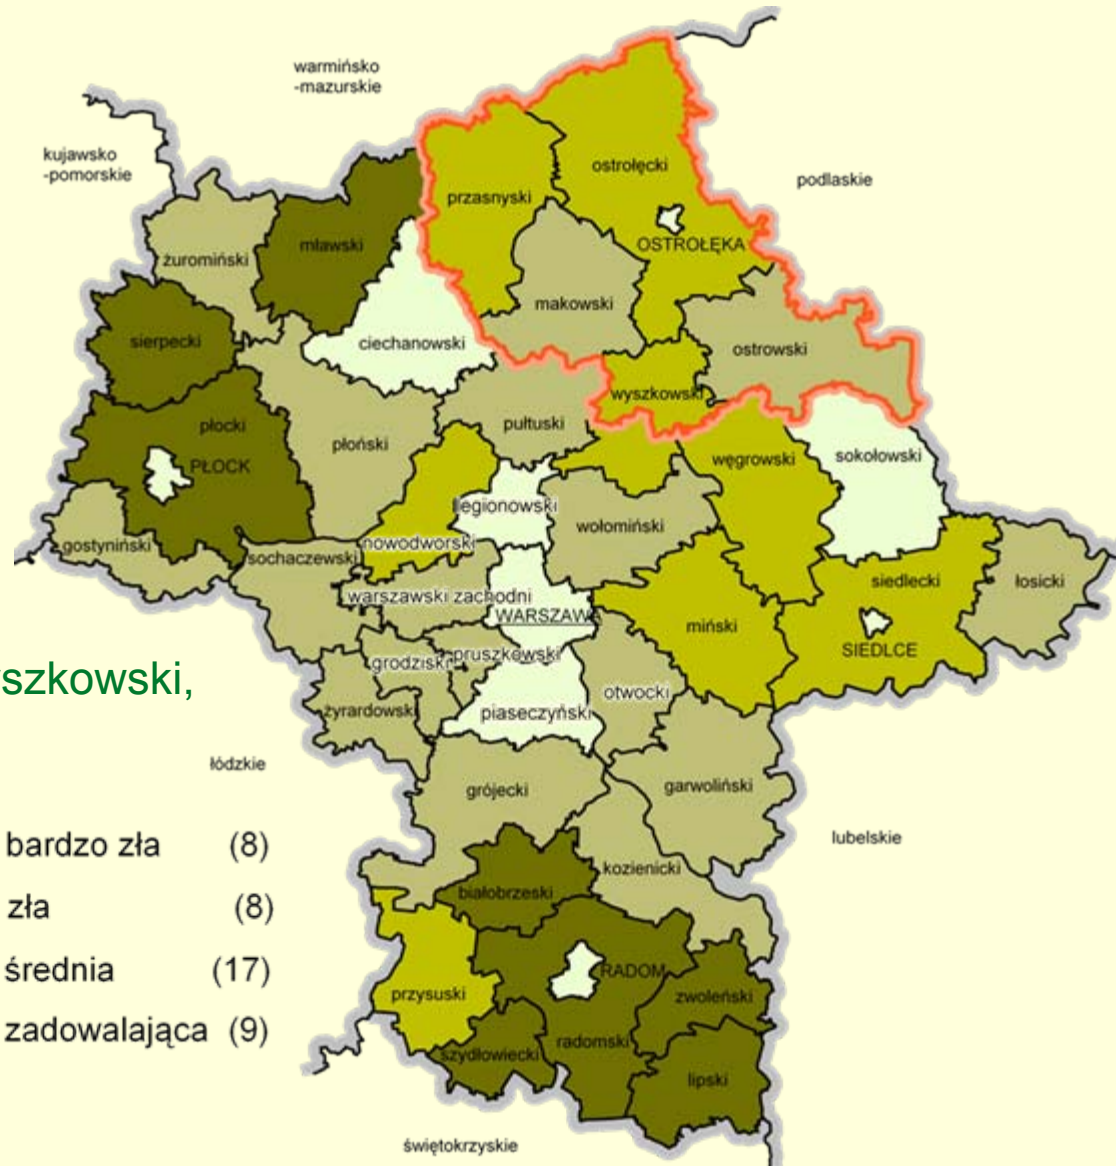 warmińsko
-mazurskie
kujawsko
-pomorskie
podlaskie
ostrołęcki
przasnyski
OSTROŁĘKA
mławski
żuromiński
makowski
ciechanowski
sierpecki
ostrowski
wyszkowski
płocki
pułtuski
płoński
PŁOCK
węgrowski
sokołowski
legionowski
wołomiński
nowodworski
gostyniński
sochaczewski
siedlecki
łosicki
warszawski zachodni
WARSZAWA
miński
SIEDLCE
pruszkowski
grodziski
szkowski,
otwocki
żyrardowski
piaseczyński
łódzkie
grójecki
garwoliński
lubelskie
bardzo zła (8)
kozienicki
białobrzeski
zła (8)
średnia (17)
RADOM
przysuski
zwoleński
zadowalająca (9)
radomski
szydłowiecki
lipski
świętokrzyskie